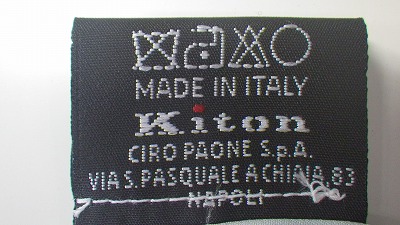 MADE IN ITALY
Kiton
CIRO PAONE S.p.A.
VIA S. PASQUALE A CHIAIA, 83
NAPOLI